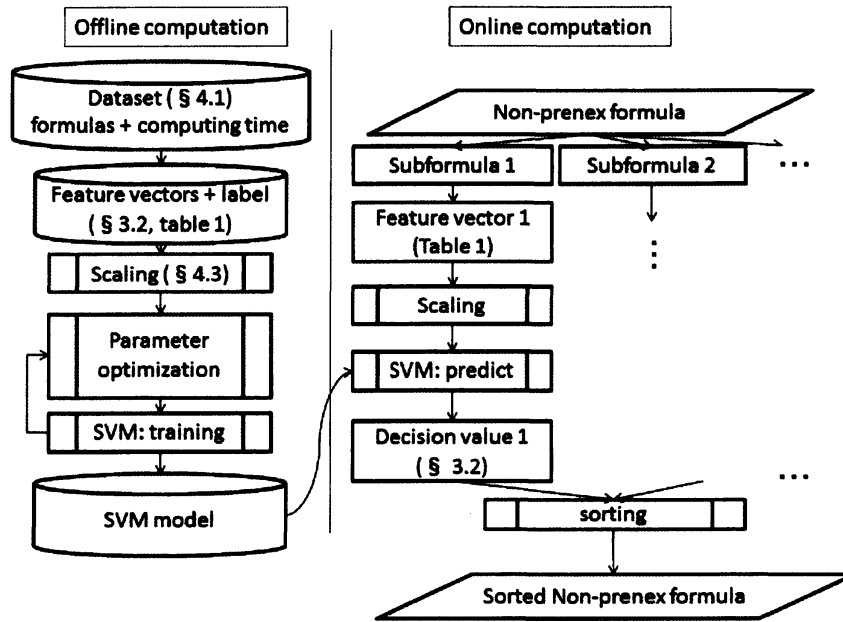 Offline computation
Dataset (§ 4.1)
formulas + computing time
Feature vectors + label
(§ 3.2, table 1)
Scaling (§ 4.3)
Parameter
optimization
SVM: training
SVM model
Online computation
Non-prenex formula
Subformula 1
Subformula 2
...
Feature vector 1
(Table 1)
Scaling
SVM: predict
Decision value 1
(§ 3.2)
...
sorting
Sorted Non-prenex formula